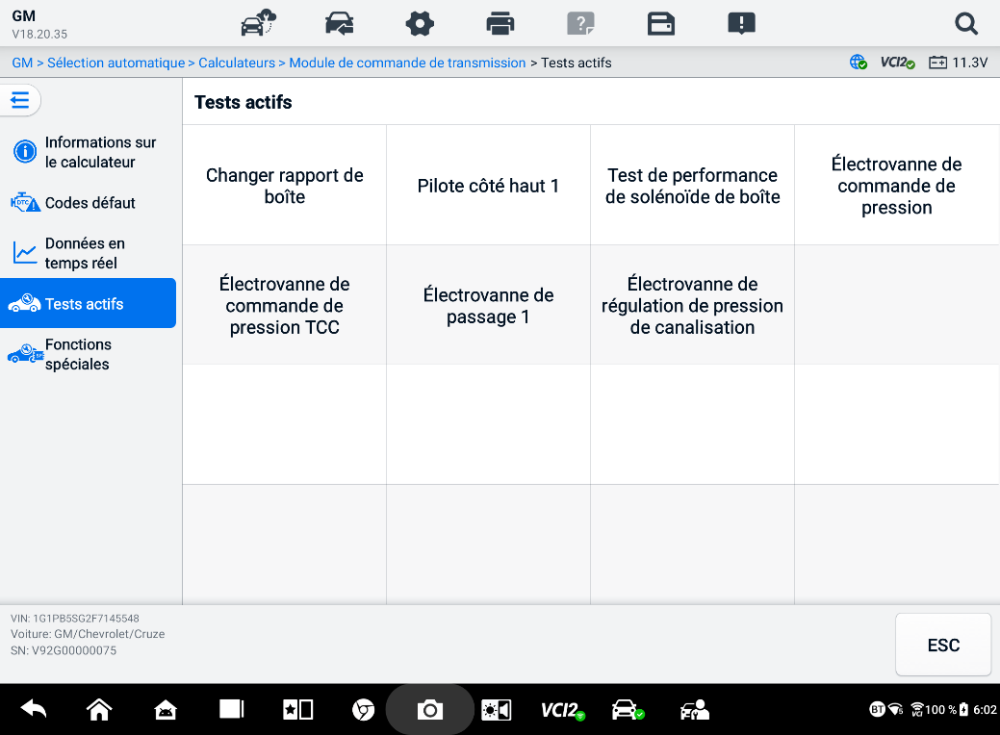 GM
V18.20.35
GM > Sélection automatique > Calculateurs > Module de commande de transmission > Tests actifs
VCI2
11.3V
Tests actifs
Informations sur
le calculateur
DTC
Codes défaut
Données en
temps réel
Tests actifs
Fonctions
spéciales
Changer rapport de
boîte
Pilote côté haut 1
Test de performance
de solénoïde de boîte
Électrovanne de
commande de
pression
Électrovanne de
commande de
pression TCC
Électrovanne de
passage 1
Électrovanne de
régulation de pression
de canalisation
VIN: 1G1PB5SG2F7145548
Voiture: GM/Chevrolet/Cruze
SN: V92G00000075
ESC
VCI2
BT
5
VCI
100 %
6:02